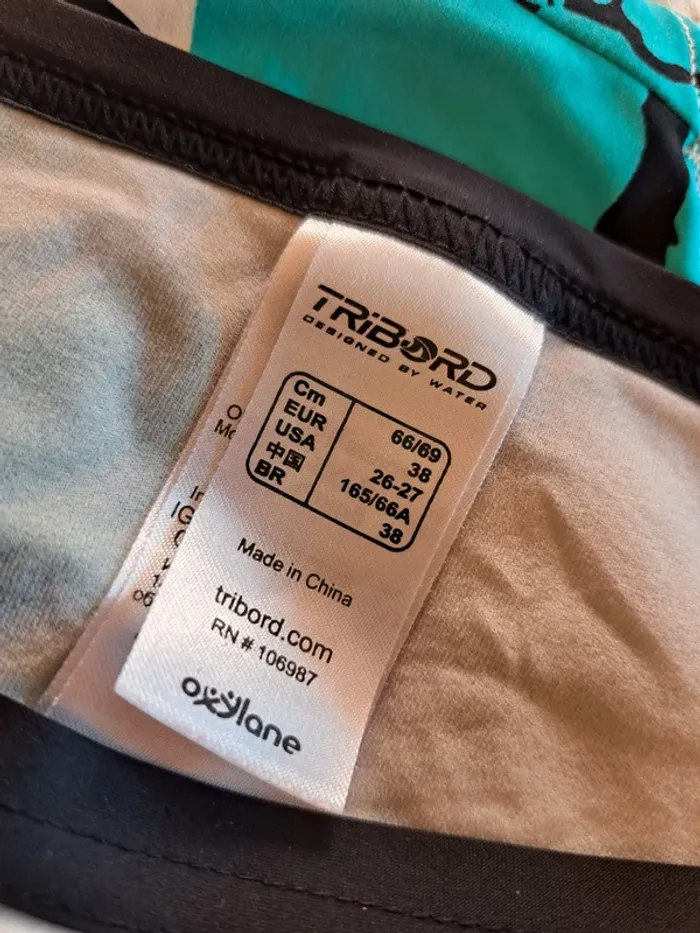 TRIBORD
DESIGNED BY WATER
Cm 66/69
EUR 38
USA 26-27
中国 165/66A
BR 38
Made in China
tribord.com
RN # 106987
oxylane